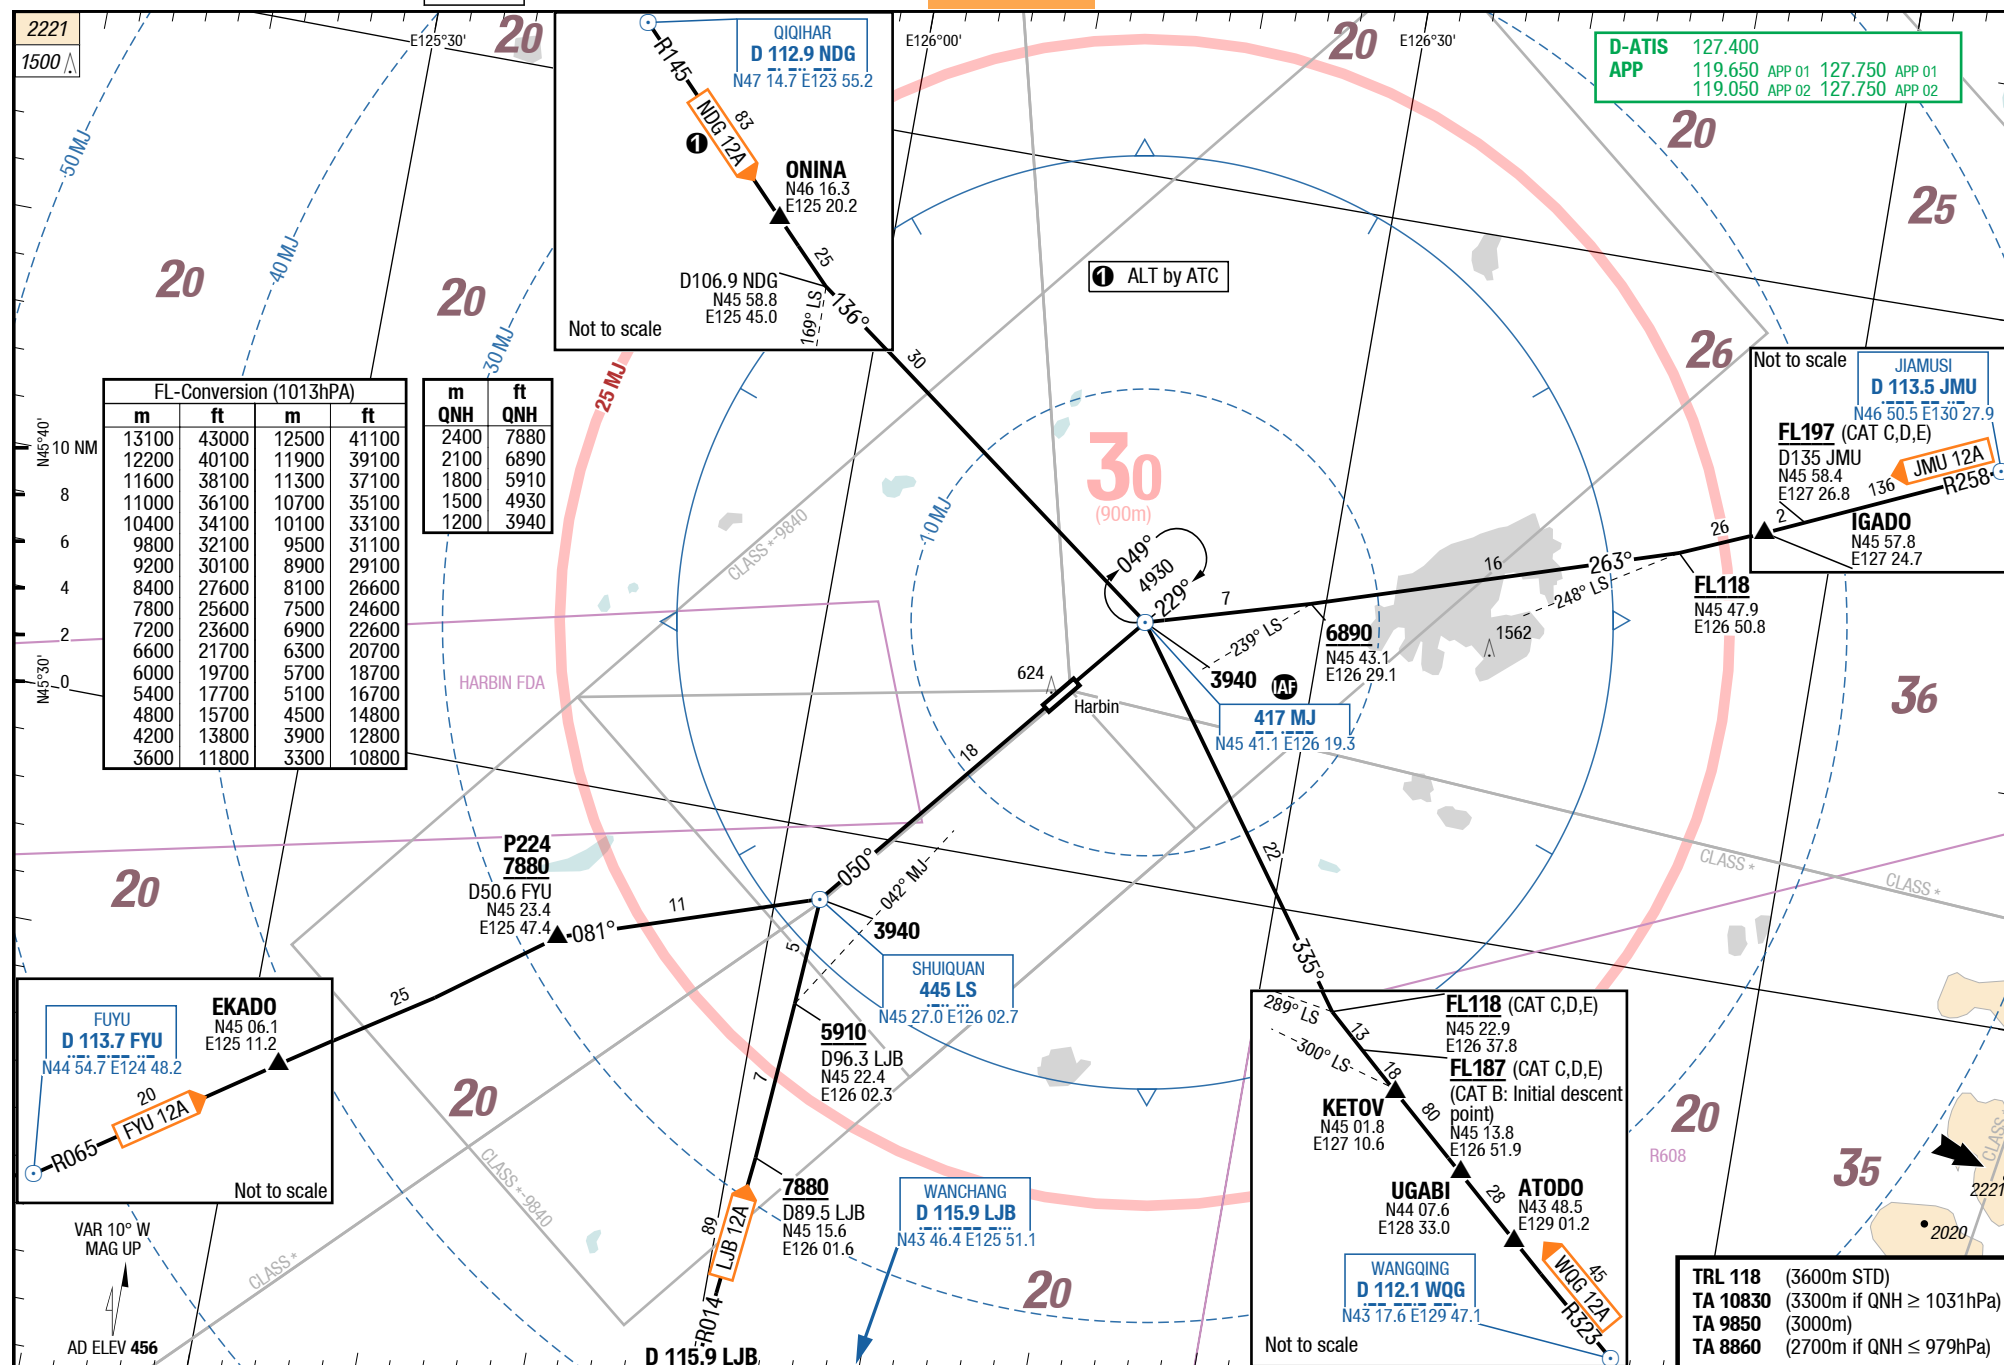 2221
1500
E125°30'
20
QIQIHAR
D 112.9 NDG
N47 14.7 E123 55.2
R145
83
NDG 12A
1
ONINA
N46 16.3
E125 20.2
25
D106.9 NDG
N45 58.8
E125 45.0
169° LS
136°
Not to scale
E126°00'
20
E126°30'
D-ATIS 127.400
APP 119.650 APP 01 127.750 APP 01
119.050 APP 02 127.750 APP 02
20
25
50 MJ
40 MJ
30 MJ
25 MJ
10 MJ
20
20
1 ALT by ATC
30
26
FL-Conversion (1013hPA)
m ft m ft
13100 43000 12500 41100
12200 40100 11900 39100
11600 38100 11300 37100
11000 36100 10700 35100
10400 34100 10100 33100
9800 32100 9500 31100
9200 30100 8900 29100
8400 27600 8100 26600
7800 25600 7500 24600
7200 23600 6900 22600
6600 21700 6300 20700
6000 19700 5700 18700
5400 17700 5100 16700
4800 15700 4500 14800
4200 13800 3900 12800
3600 11800 3300 10800
m ft
QNH QNH
2400 7880
2100 6890
1800 5910
1500 4930
1200 3940
N45°40'
10 NM
8
6
4
2
0
N45°30'
Not to scale
JIAMUSI
D 113.5 JMU
N46 50.5 E130 27.9
FL197 (CAT C,D,E)
D135 JMU
N45 58.4
E127 26.8
JMU 12A
136
R258
2
IGADO
N45 57.8
E127 24.7
30
(900m)
CLASS *-9840
049°
4930
229°
7
16
263°
26
248° LS
239° LS
FL118
N45 47.9
E126 50.8
6890
N45 43.1
E126 29.1
1562
3940 IAF
417 MJ
N45 41.1 E126 19.3
624
Harbin
HARBIN FDA
36
18
22
CLASS *
CLASS *
20
P224
7880
D50.6 FYU
N45 23.4
E125 47.4
081°
11
050°
042° MJ
3940
SHUIQUAN
445 LS
N45 27.0 E126 02.7
5
5910
D96.3 LJB
N45 22.4
E126 02.3
7
25
FUYU
D 113.7 FYU
N44 54.7 E124 48.2
EKADO
N45 06.1
E125 11.2
20
FYU 12A
R065
Not to scale
20
CLASS *-9840
CLASS *
7880
D89.5 LJB
N45 15.6
E126 01.6
89
LJB 12A
R014
D 115.9 LJB
WANCHANG
D 115.9 LJB
N43 46.4 E125 51.1
20
335°
289° LS
300° LS
13
FL118 (CAT C,D,E)
N45 22.9
E126 37.8
18
FL187 (CAT C,D,E)
(CAT B: Initial descent
point)
N45 13.8
E126 51.9
KETOV
N45 01.8
E127 10.6
80
UGABI
N44 07.6
E128 33.0
28
ATODO
N43 48.5
E129 01.2
45
WQG 12A
R323
WANGQING
D 112.1 WQG
N43 17.6 E129 47.1
Not to scale
20
R608
35
CLASS
2221
2020
VAR 10° W
MAG UP
AD ELEV 456
TRL 118 (3600m STD)
TA 10830 (3300m if QNH ≥ 1031hPa)
TA 9850 (3000m)
TA 8860 (2700m if QNH ≤ 979hPa)